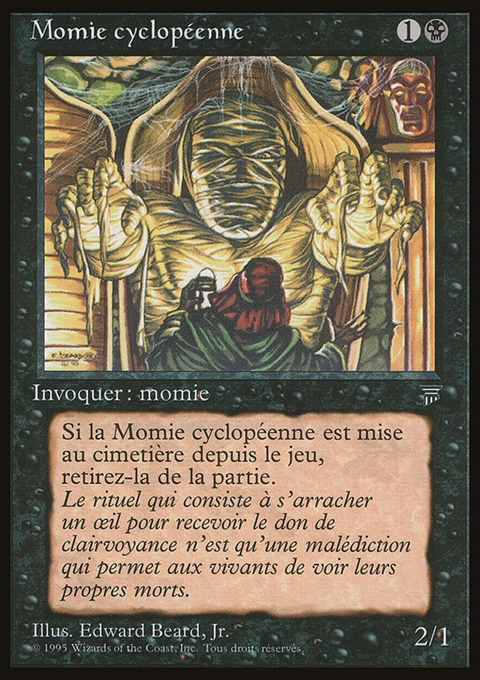 Momie cyclopéenne 1
Invoquer : momie
Si la Momie cyclopéenne est mise
au cimetière depuis le jeu,
retirez-la de la partie.
Le rituel qui consiste à s'arracher
un œil pour recevoir le don de
clairvoyance n'est qu'une malédiction
qui permet aux vivants de voir leurs
propres morts.
Illus. Edward Beard, Jr.
2/1
© 1995 Wizards of the Coast, Inc. Tous droits réservés.